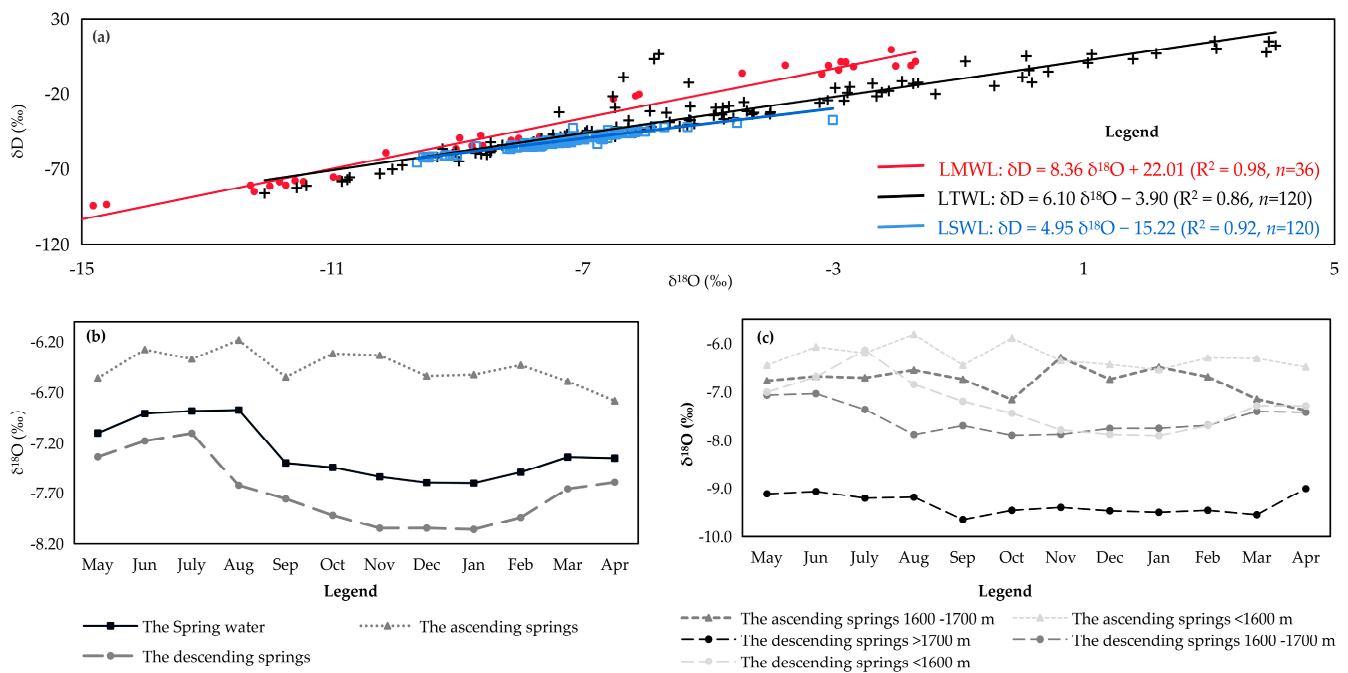 30
(a)
-20
-70
-120
δD (‰)
Legend
LMWL: δD = 8.36 δ¹⁸O + 22.01 (R² = 0.98, n=36)
LTWL: δD = 6.10 δ¹⁸O − 3.90 (R² = 0.86, n=120)
LSWL: δD = 4.95 δ¹⁸O − 15.22 (R² = 0.92, n=120)
-15 -11 -7 -3 1 5
δ¹⁸O (‰)
(b)
-6.20
-6.70
-7.20
-7.70
-8.20
δ¹⁸O (‰)
May Jun July Aug Sep Oct Nov Dec Jan Feb Mar Apr
Legend
The Spring water The ascending springs
The descending springs
(c)
-6.0
-7.0
-8.0
-9.0
-10.0
δ¹⁸O (‰)
May Jun July Aug Sep Oct Nov Dec Jan Feb Mar Apr
Legend
The ascending springs 1600 -1700 m The ascending springs <1600 m
The descending springs >1700 m The descending springs 1600 -1700 m
The descending springs <1600 m